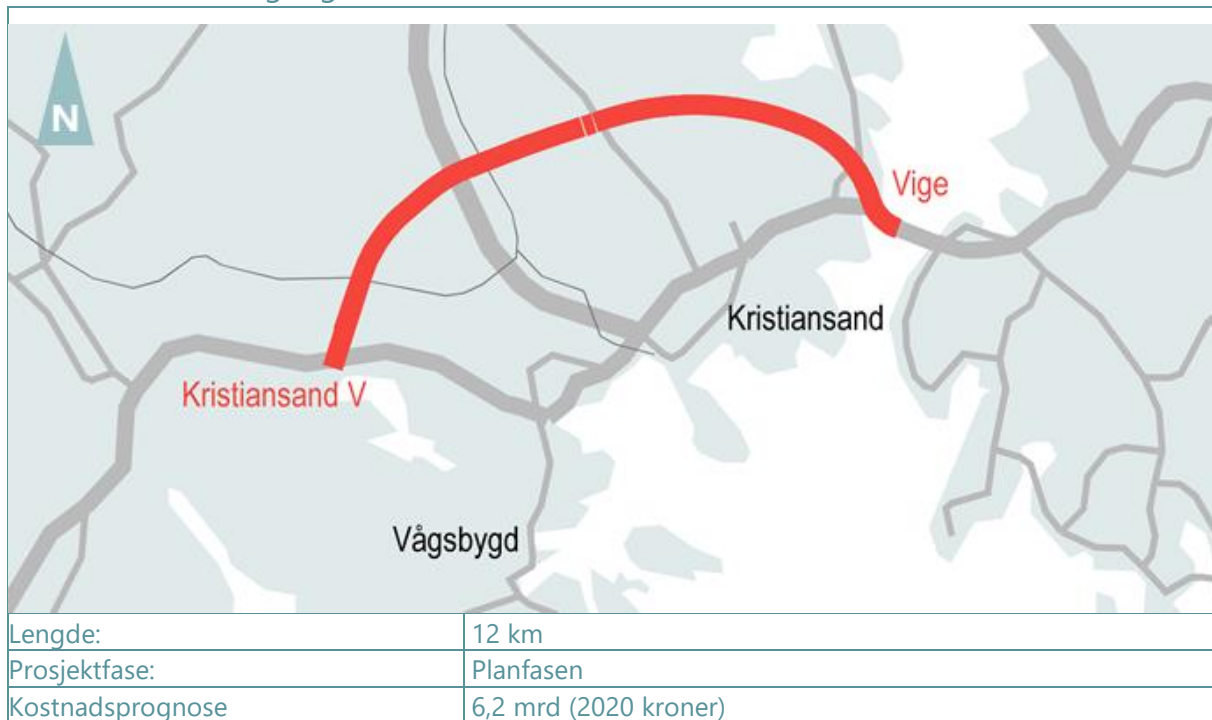 N
Vige
Kristiansand
Kristiansand V
Vågsbygd
Lengde: 12 km
Prosjektfase: Planfasen
Kostnadsprognose 6,2 mrd (2020 kroner)